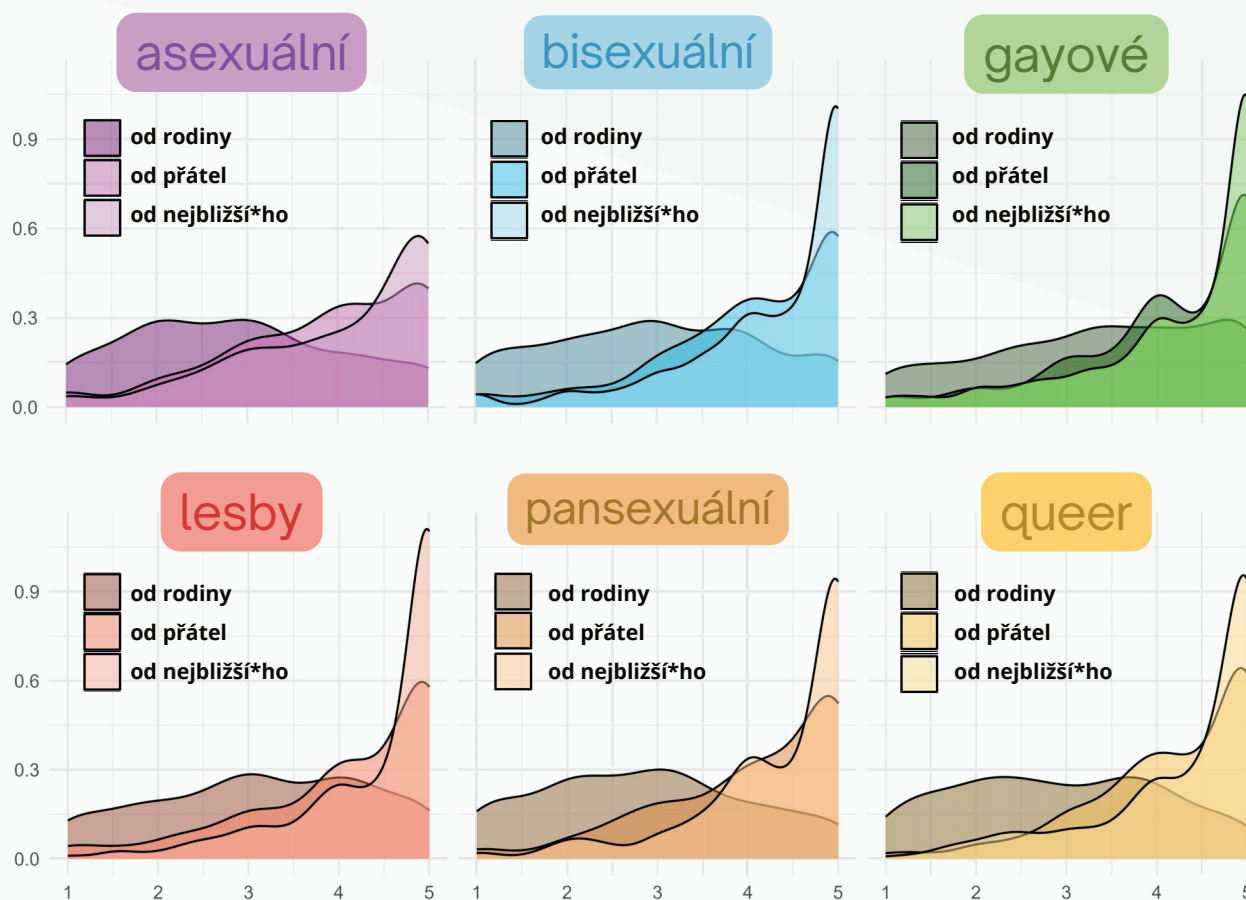 asexuální
bisexuální
gayové
od rodiny
od přátel
od nejbližší*ho
od rodiny
od přátel
od nejbližší*ho
od rodiny
od přátel
od nejbližší*ho
0.9
0.6
0.3
0.0
lesby
pansexuální
queer
od rodiny
od přátel
od nejbližší*ho
od rodiny
od přátel
od nejbližší*ho
od rodiny
od přátel
od nejbližší*ho
0.9
0.6
0.3
0.0
1 2 3 4 5
1 2 3 4 5
1 2 3 4 5